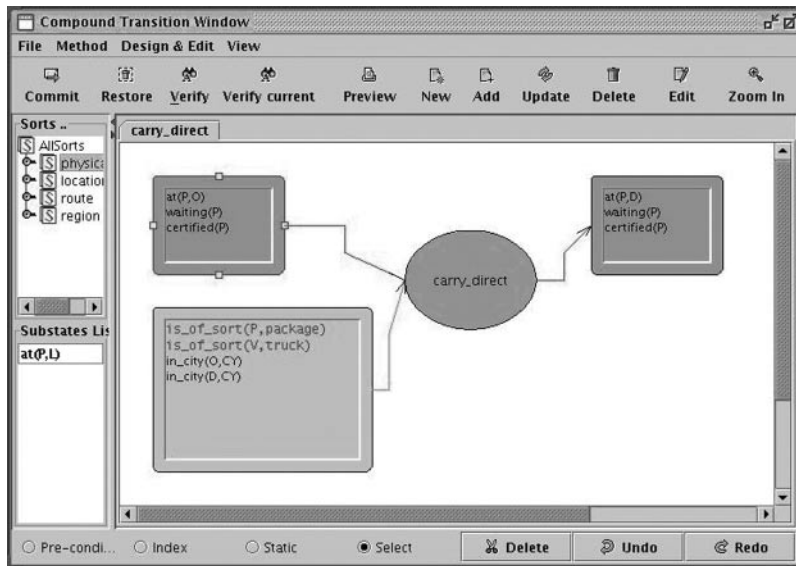 Compound Transition Window
File Method Design & Edit View
Commit Restore Verify Verify current Preview New Add Update Delete Edit Zoom In
Sorts ..
AllSorts
physica
location
route
region
Substates Lis
at(P,L)
carry_direct
at(P,O)
waiting(P)
certified(P)
is_of_sort(P,package)
is_of_sort(V,truck)
in_city(O,CY)
in_city(D,CY)
carry_direct
at(P,D)
waiting(P)
certified(P)
Pre-condi... Index Static Select Delete Undo Redo